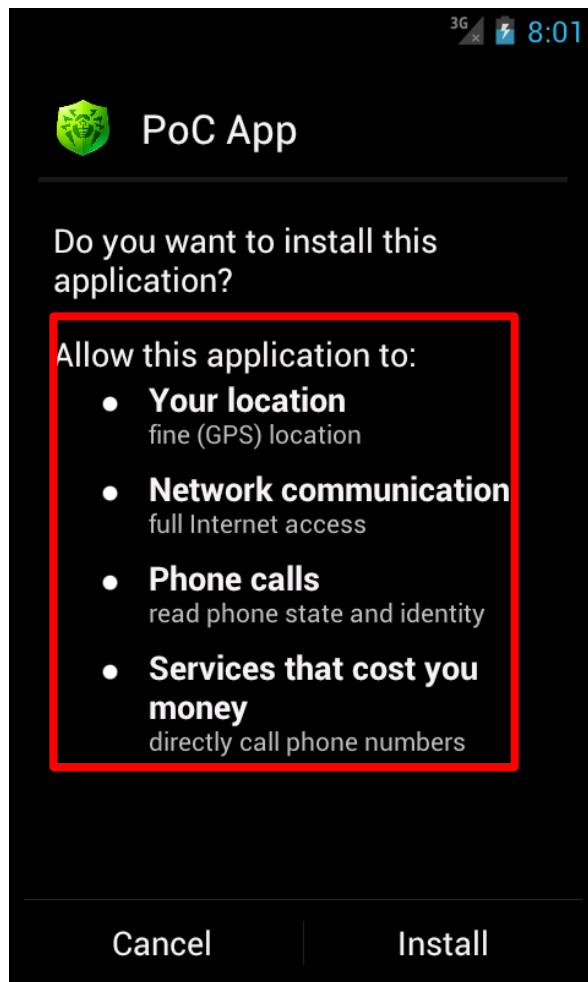 3G 8:01
PoC App
Do you want to install this
application?
Allow this application to:
● Your location
fine (GPS) location
● Network communication
full Internet access
● Phone calls
read phone state and identity
● Services that cost you
money
directly call phone numbers
Cancel Install